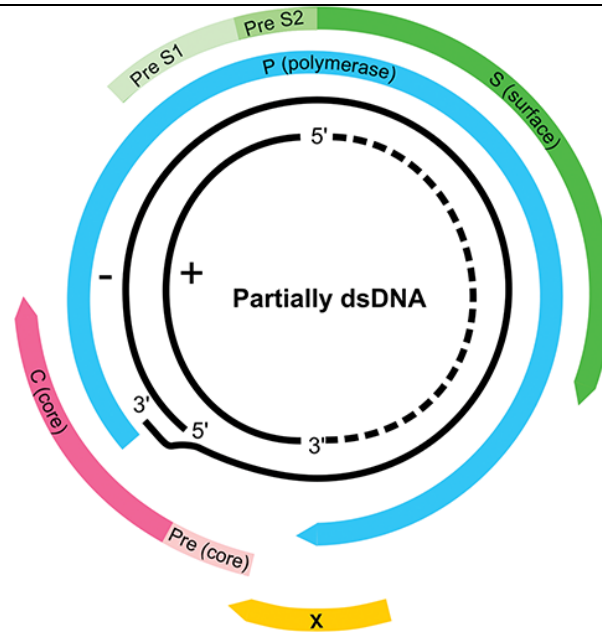 Pre S1
Pre S2
P (polymerase)
S (surface)
5'
-
+
Partially dsDNA
C (core)
3'
5'
3'
Pre (core)
X